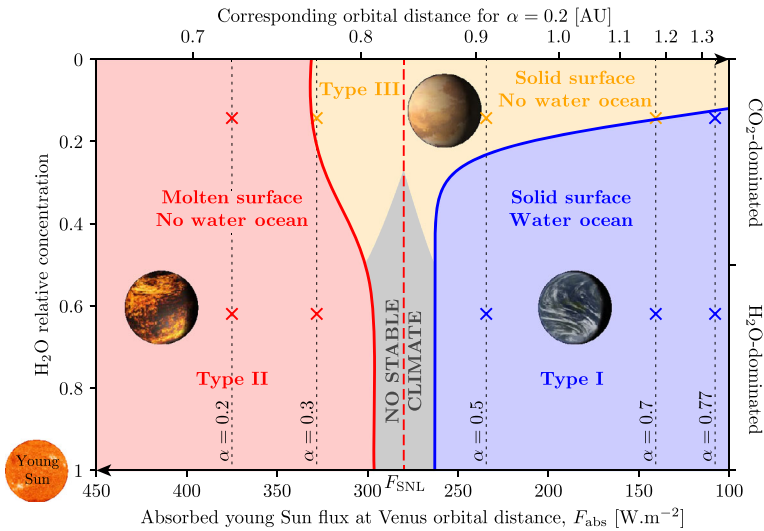 Corresponding orbital distance for α = 0.2 [AU]
0.7 0.8 0.9 1.0 1.1 1.2 1.3
0
0.2
0.4
0.6
0.8
1
H₂O relative concentration
Type III
Solid surface
No water ocean
Molten surface
No water ocean
Solid surface
Water ocean
NO STABLE
CLIMATE
Type II
Type I
α = 0.2
α = 0.3
α = 0.5
α = 0.7
α = 0.77
CO₂-dominated
H₂O-dominated
Young
Sun
F_SNL
450 400 350 300 250 200 150 100
Absorbed young Sun flux at Venus orbital distance, F_abs [W.m⁻²]